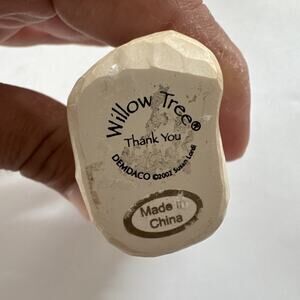 Willow Tree®
Thank You
DEMDACO ©2002 Susan Lordi
Made in
China